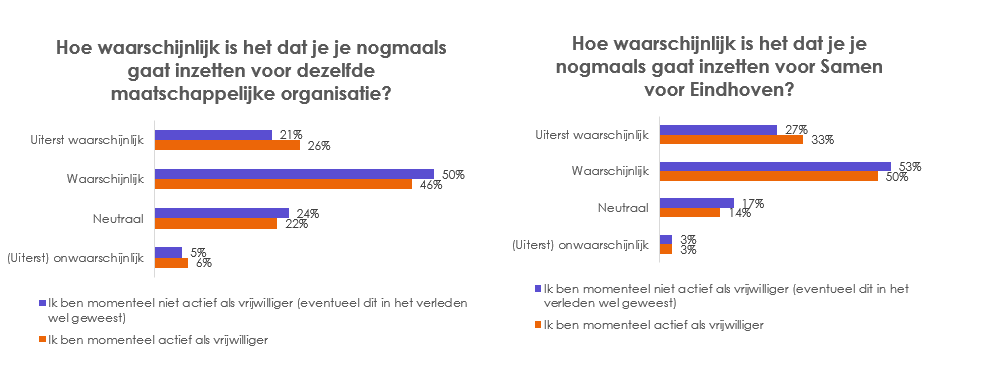 Hoe waarschijnlijk is het dat je je nogmaals
gaat inzetten voor dezelfde
maatschappelijke organisatie?
Uiterst waarschijnlijk
21%
26%
Waarschijnlijk
50%
46%
Neutraal
24%
22%
(Uiterst) onwaarschijnlijk
5%
6%
Ik ben momenteel niet actief als vrijwilliger (eventueel dit in het verleden
wel geweest)
Ik ben momenteel actief als vrijwilliger
Hoe waarschijnlijk is het dat je je
nogmaals gaat inzetten voor Samen
voor Eindhoven?
Uiterst waarschijnlijk
27%
33%
Waarschijnlijk
53%
50%
Neutraal
17%
14%
(Uiterst) onwaarschijnlijk
3%
3%
Ik ben momenteel niet actief als vrijwilliger (eventueel dit in het
verleden wel geweest)
Ik ben momenteel actief als vrijwilliger